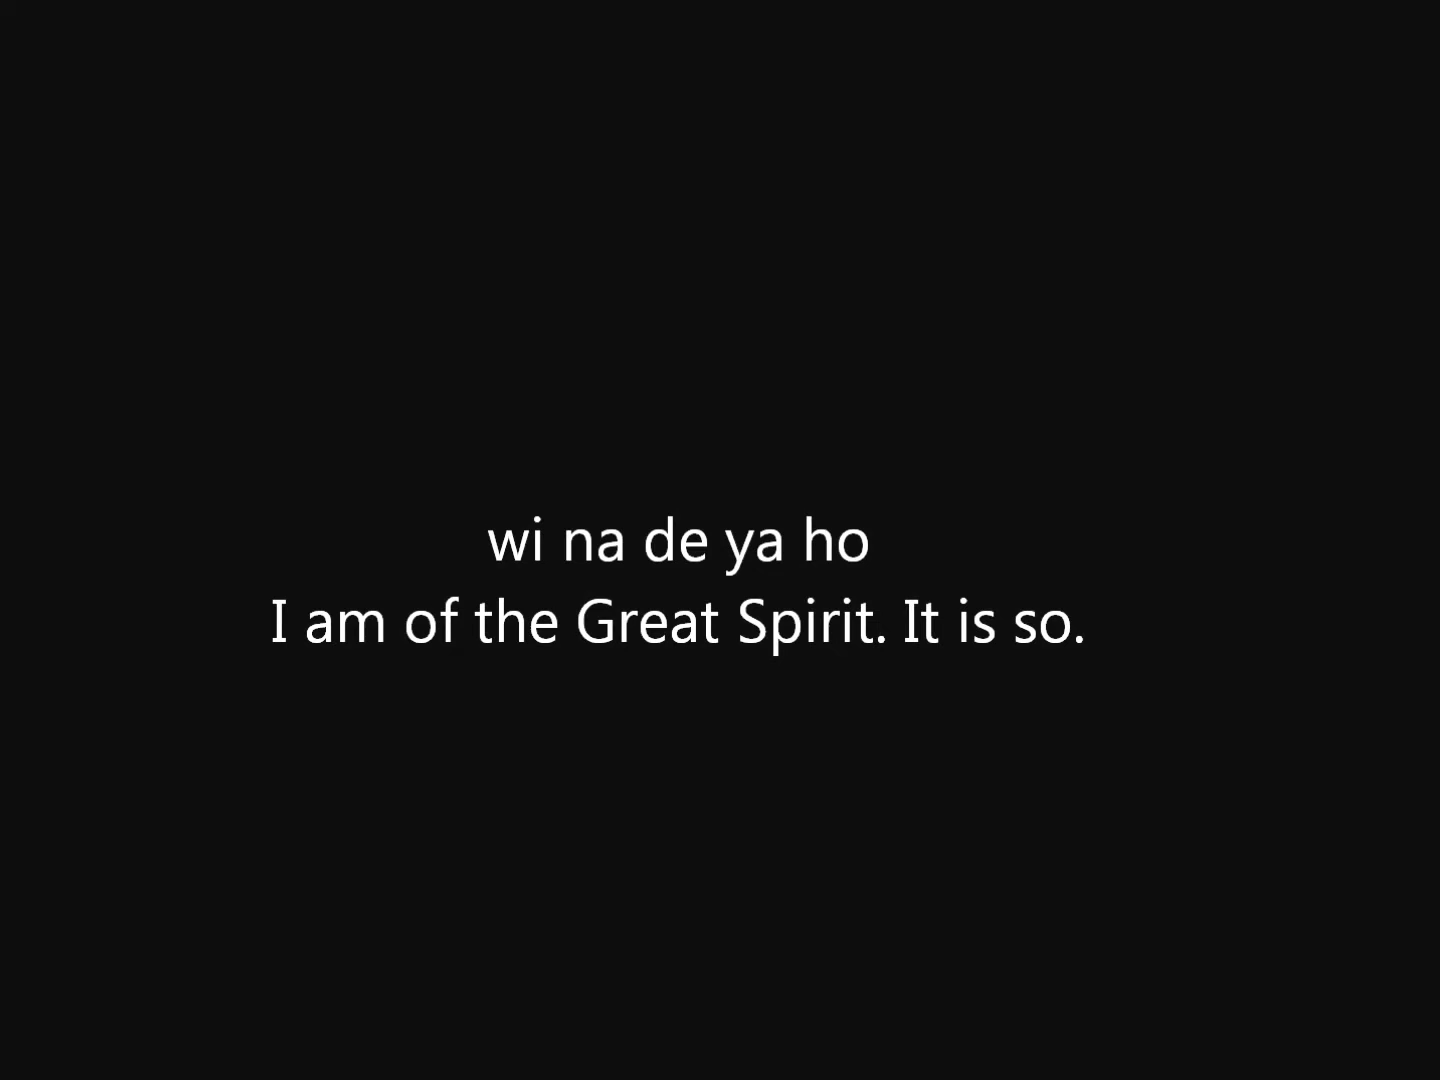 wi na de ya ho
I am of the Great Spirit. It is so.